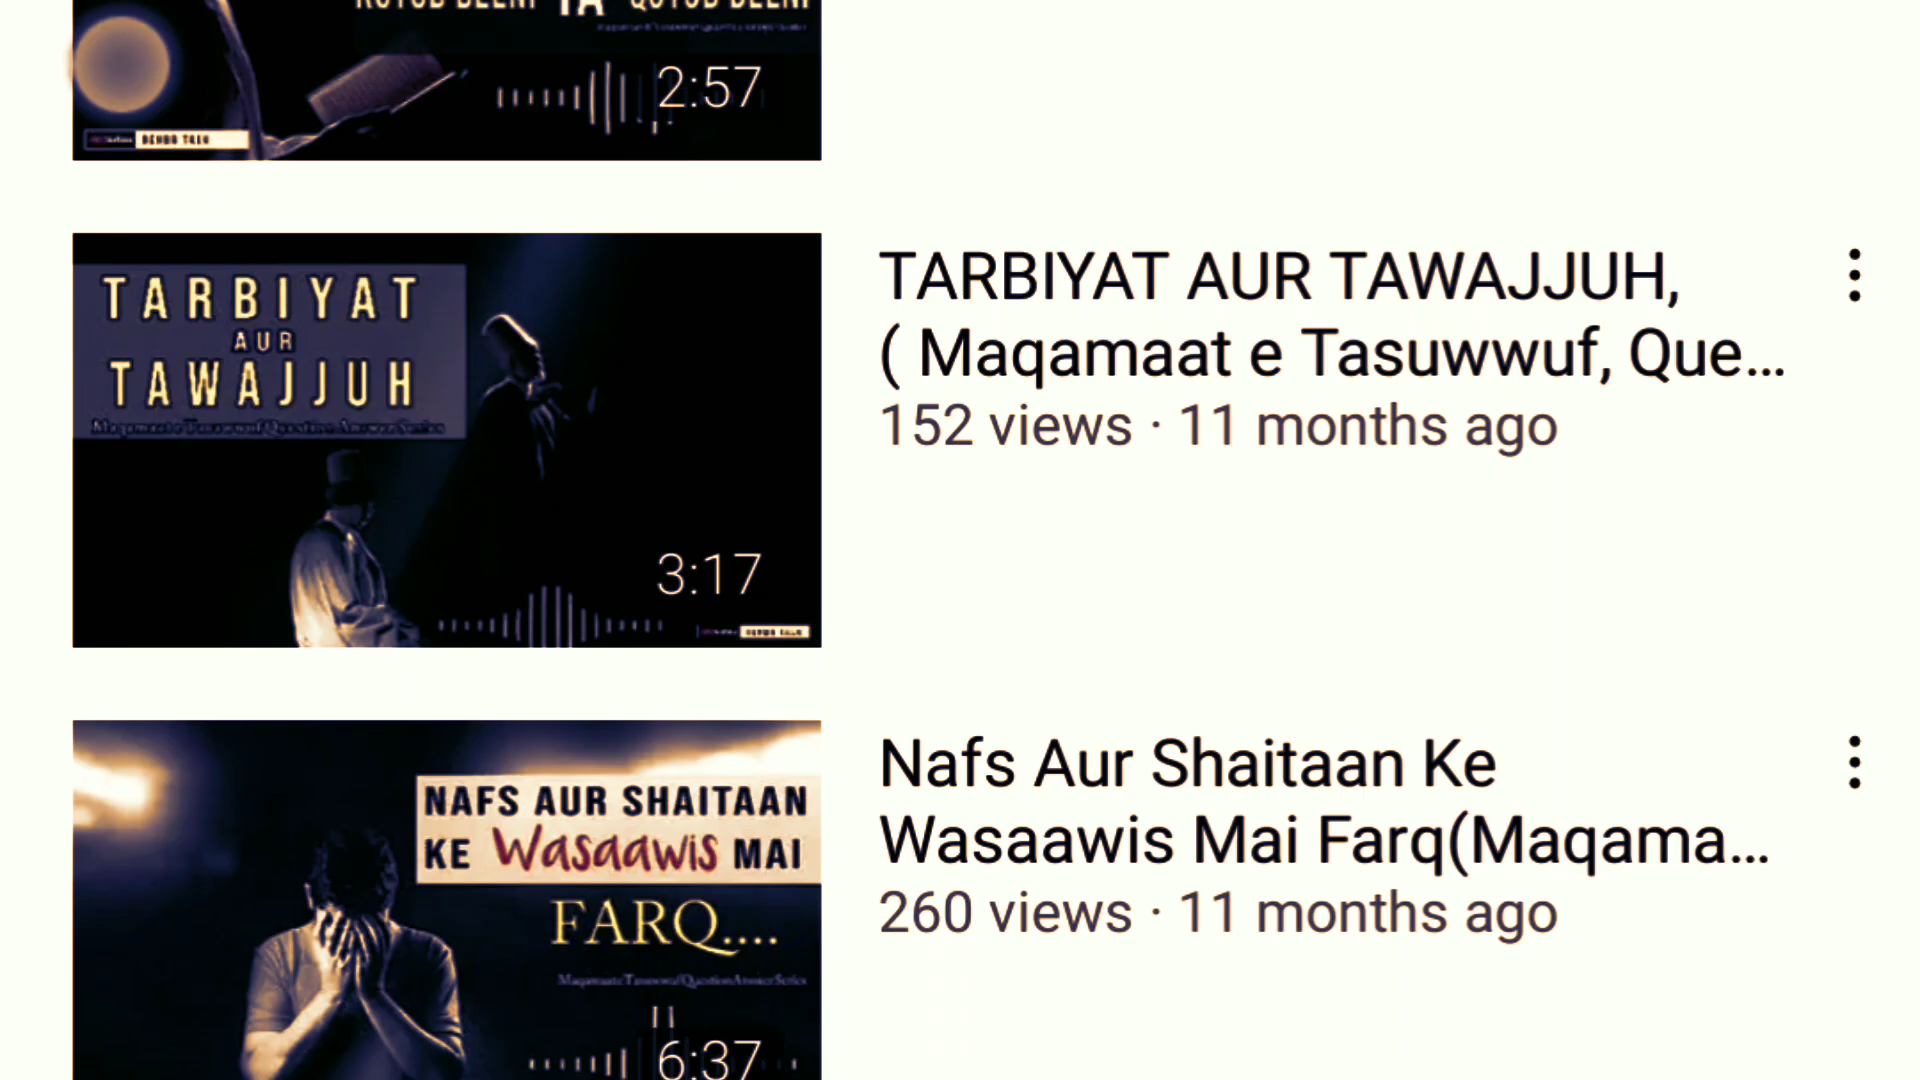 2:57
TARBIYAT
AUR
TAWAJJUH
MaqamaateTasawwufQuestionAnswerSeries
3:17
TARBIYAT AUR TAWAJJUH,
( Maqamaat e Tasuwwuf, Que...
152 views · 11 months ago
NAFS AUR SHAITAAN
KE Wasaawis MAI
FARQ....
MaqamaateTasawwufQuestionAnswerSeries
6:37
Nafs Aur Shaitaan Ke
Wasaawis Mai Farq(Maqama...
260 views · 11 months ago